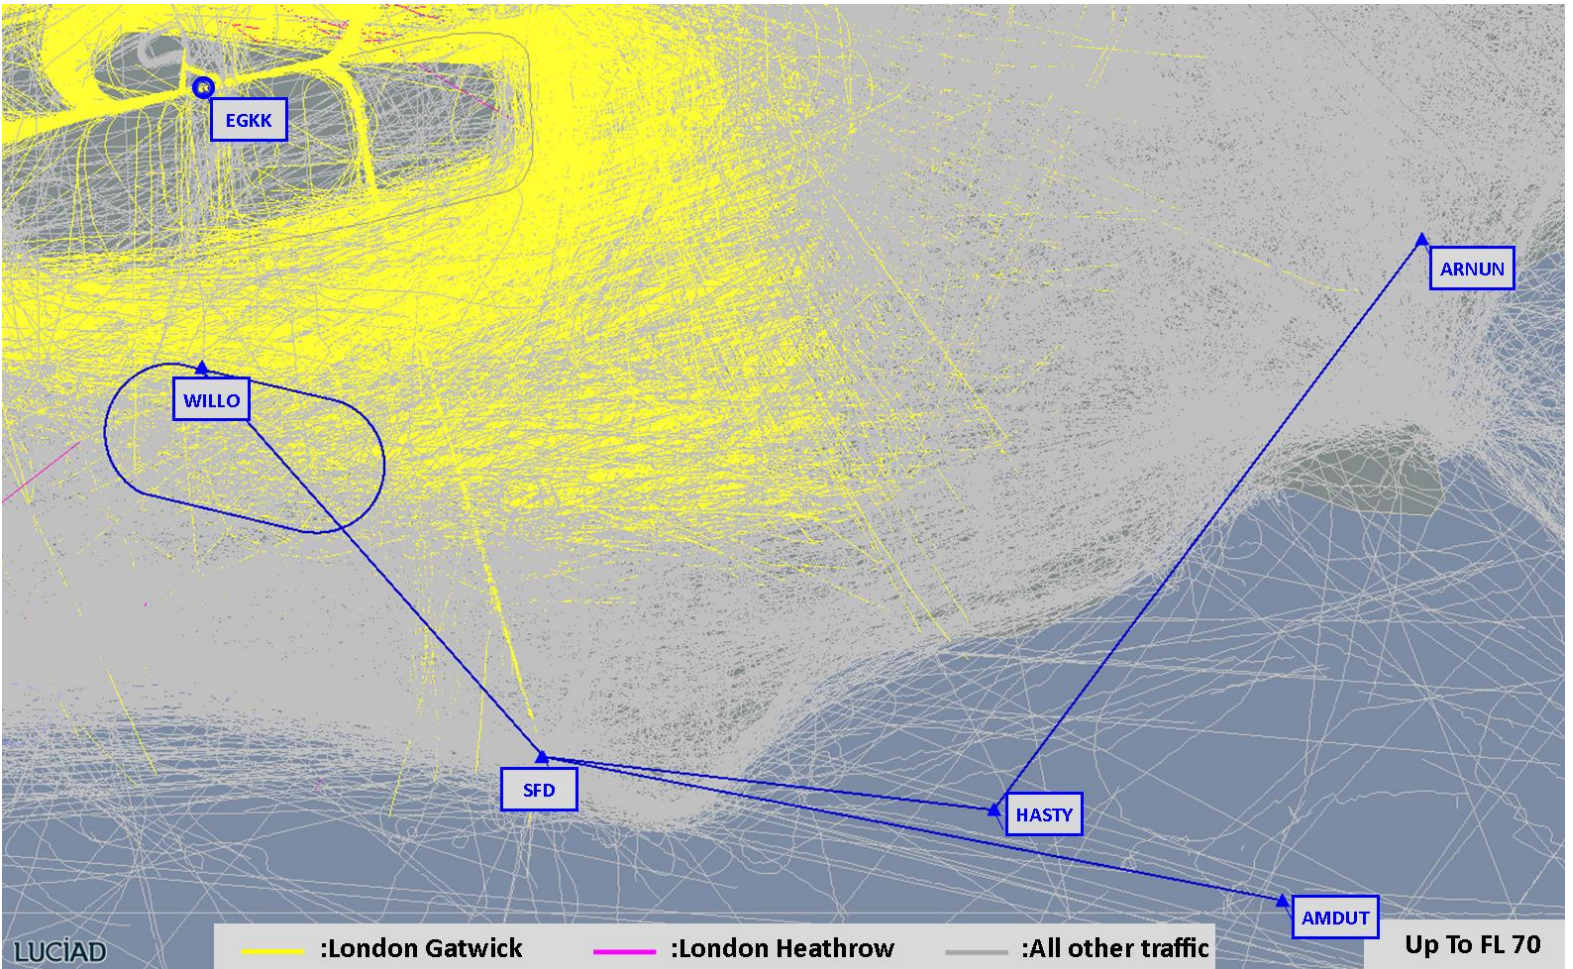 EGKK
ARNUN
WILLO
SFD
HASTY
AMDUT
LUCIAD
:London Gatwick :London Heathrow :All other traffic
Up To FL 70